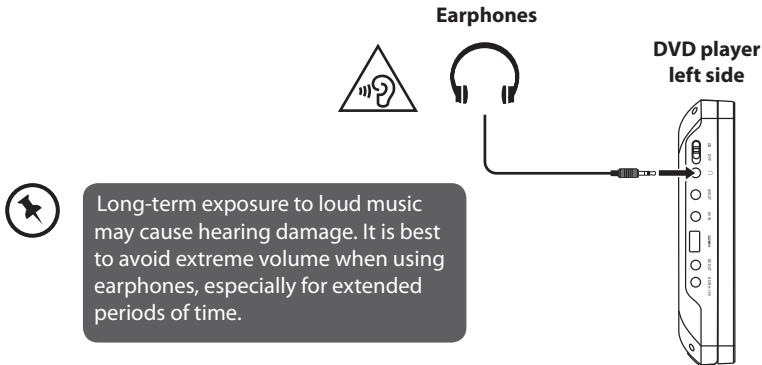 Earphones
DVD player
left side
Long-term exposure to loud music
may cause hearing damage. It is best
to avoid extreme volume when using
earphones, especially for extended
periods of time.